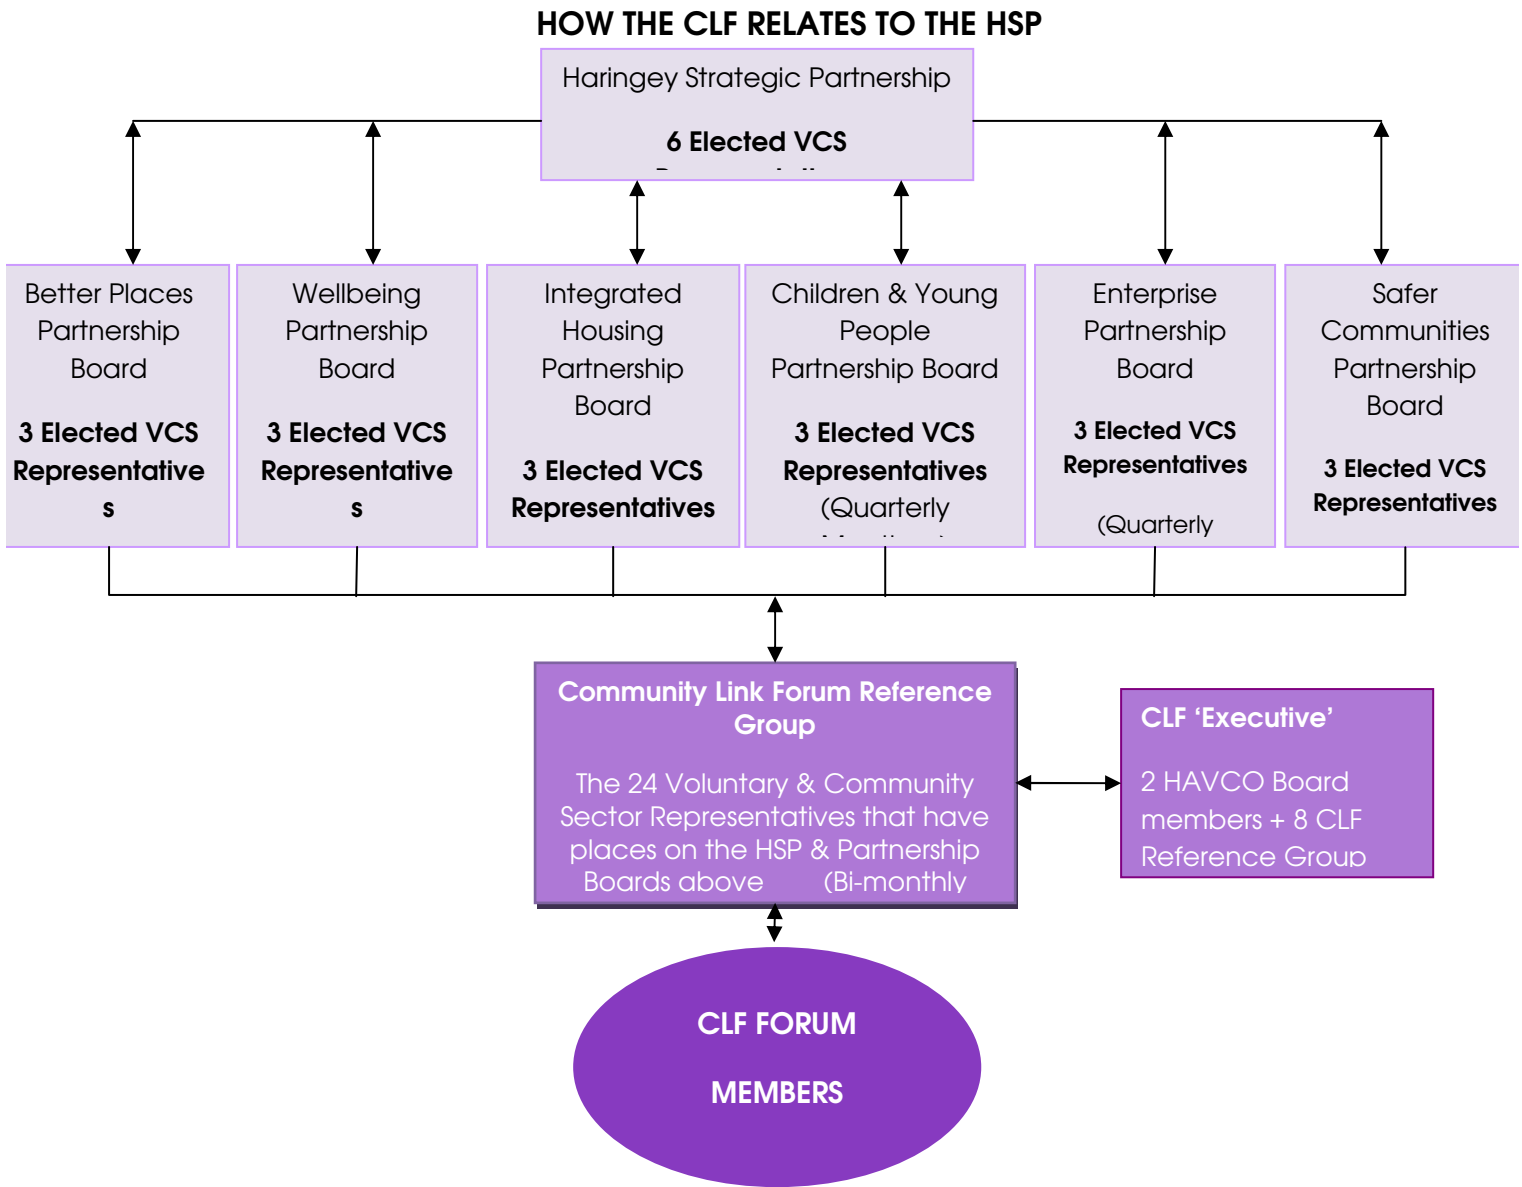 HOW THE CLF RELATES TO THE HSP
Haringey Strategic Partnership
6 Elected VCS
Better Places
Partnership
Board
3 Elected VCS
Representative
s
Wellbeing
Partnership
Board
3 Elected VCS
Representative
s
Integrated
Housing
Partnership
Board
3 Elected VCS
Representatives
Children & Young
People
Partnership Board
3 Elected VCS
Representatives
(Quarterly
Enterprise
Partnership
Board
3 Elected VCS
Representatives
(Quarterly
Safer
Communities
Partnership
Board
3 Elected VCS
Representatives
Community Link Forum Reference
Group
The 24 Voluntary & Community
Sector Representatives that have
places on the HSP & Partnership
Boards above (Bi-monthly
CLF ‘Executive’
2 HAVCO Board
members + 8 CLF
Reference Group
CLF FORUM
MEMBERS